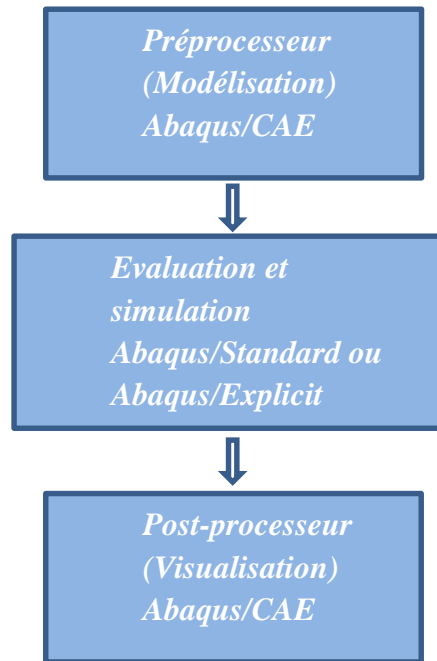 Préprocesseur
(Modélisation)
Abaqus/CAE
Evaluation et
simulation
Abaqus/Standard ou
Abaqus/Explicit
Post-processeur
(Visualisation)
Abaqus/CAE